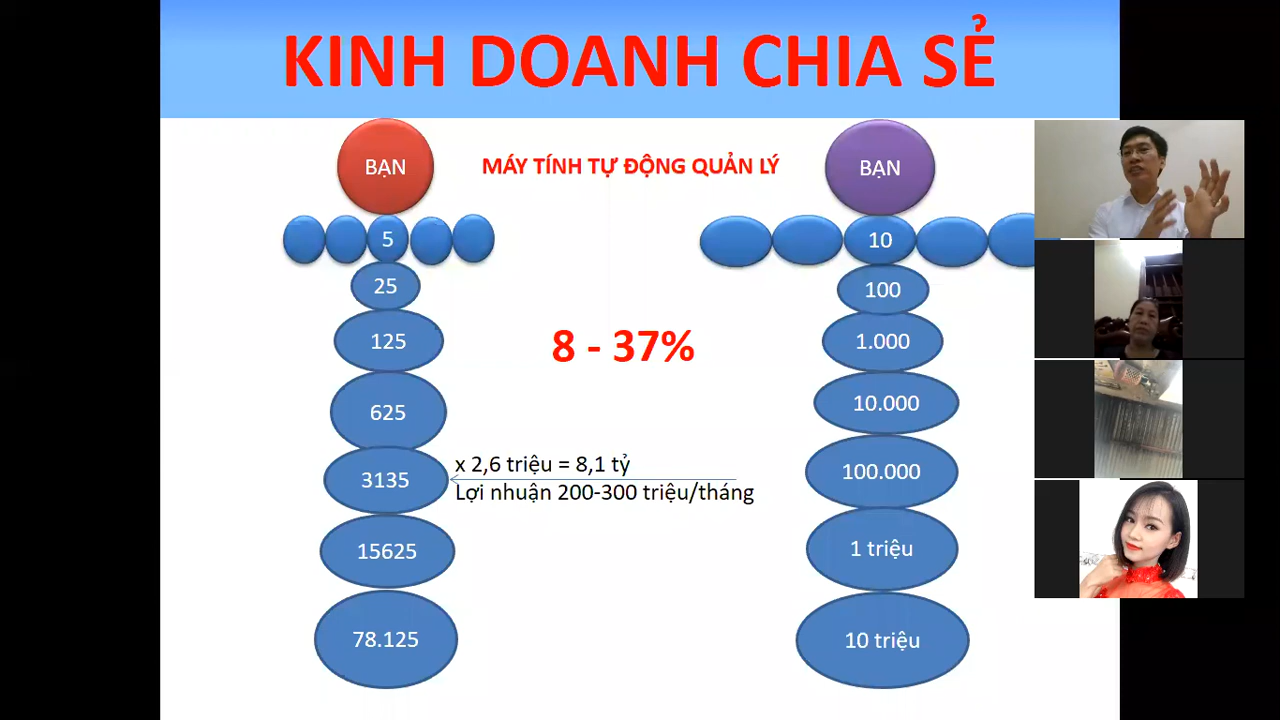 KINH DOANH CHIA SẺ
BẠN
MÁY TÍNH TỰ ĐỘNG QUẢN LÝ
BẠN
5
10
25
100
125
8 - 37%
1.000
625
10.000
x 2,6 triệu = 8,1 tỷ
3135
100.000
Lợi nhuận 200-300 triệu/tháng
15625
1 triệu
78.125
10 triệu